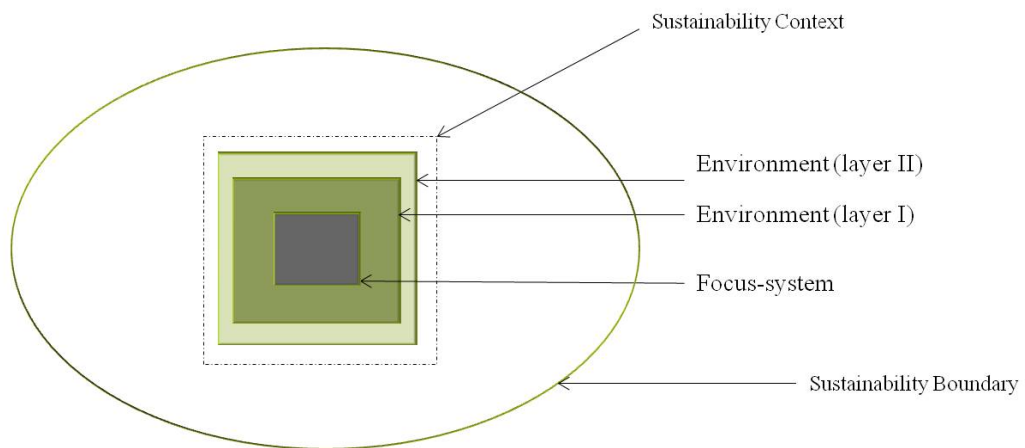 Sustainability Context
Environment (layer II)
Environment (layer I)
Focus-system
Sustainability Boundary